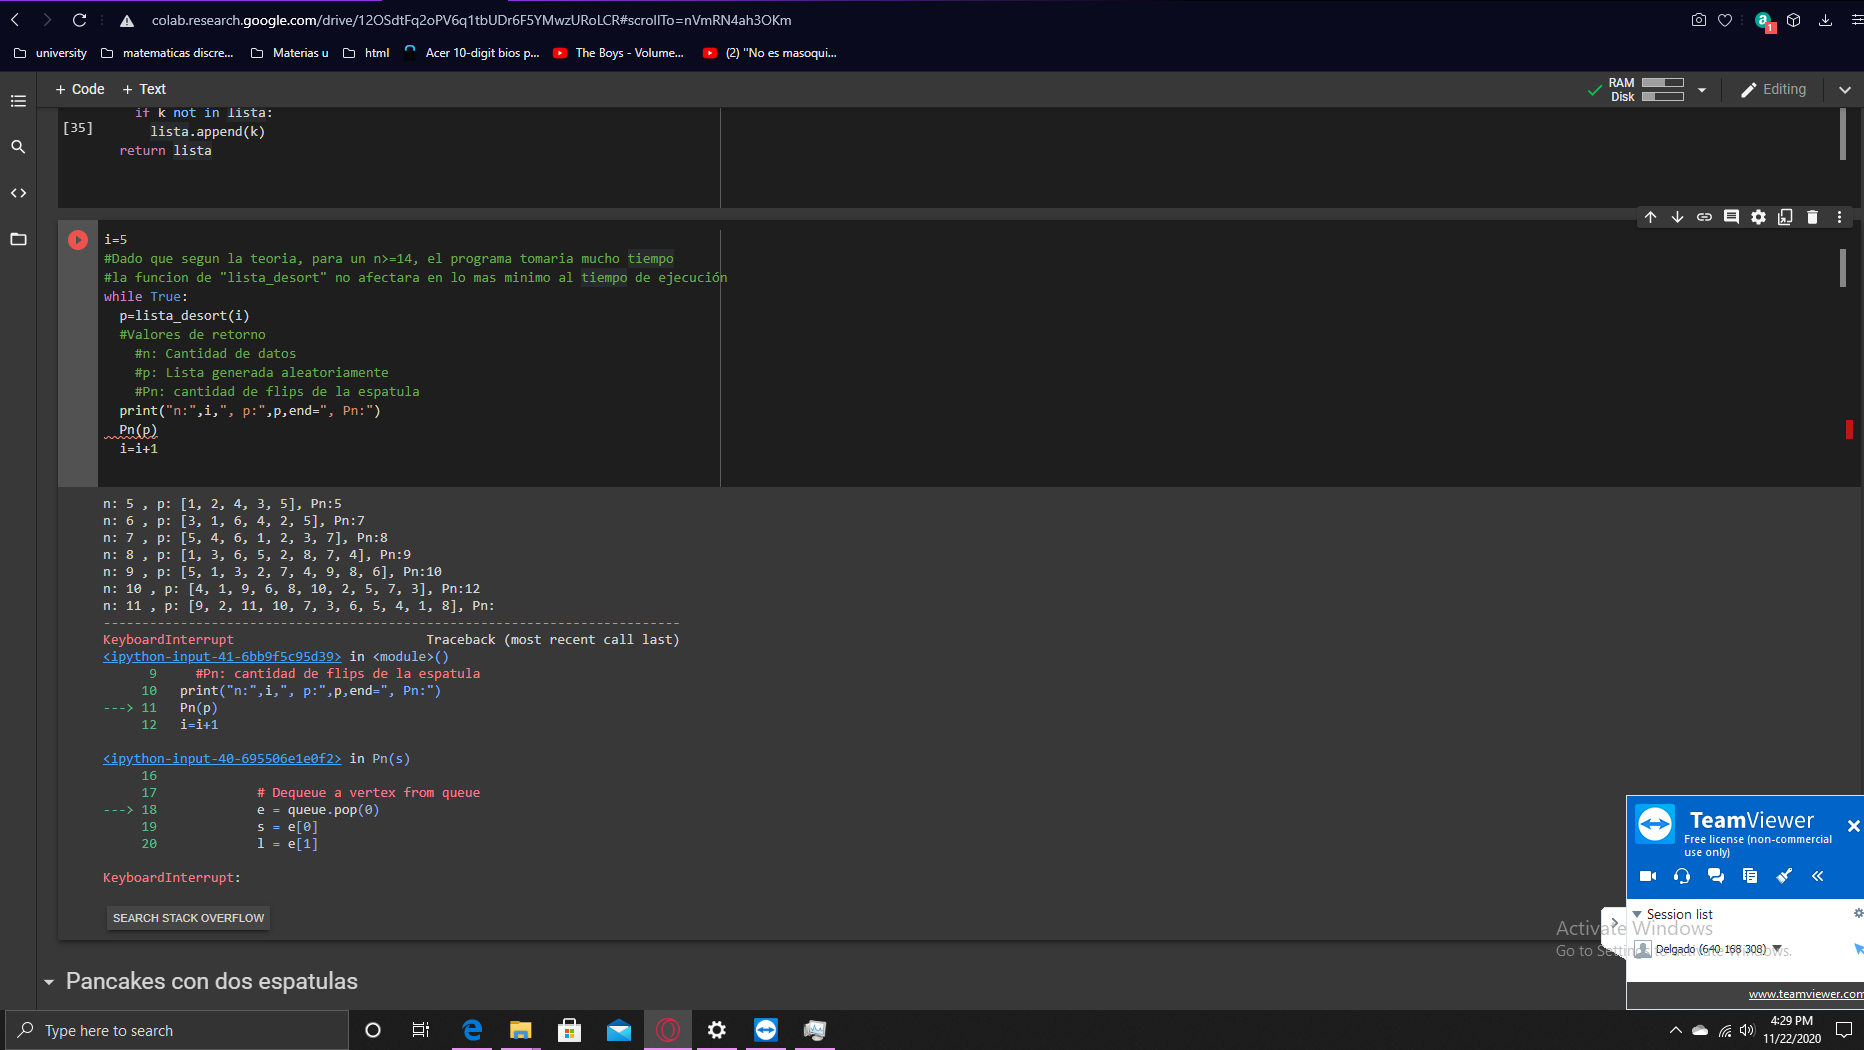 colab.research.google.com/drive/12OSdtFq2oPV6q1tbUDr6F5YMwzURoLCR#scrollTo=nVmRN4ah3OKm
university
matematicas discre...
Materias u
html
Acer 10-digit bios p...
The Boys - Volume...
(2) "No es masoqui...
+ Code + Text
RAM
Disk
Editing
[35]
if k not in lista:
lista.append(k)
return lista
i=5
#Dado que segun la teoria, para un n>=14, el programa tomaria mucho tiempo
#la funcion de "lista_desort" no afectara en lo mas minimo al tiempo de ejecución
while True:
p=lista_desort(i)
#Valores de retorno
#n: Cantidad de datos
#p: Lista generada aleatoriamente
#Pn: cantidad de flips de la espatula
print("n:",i,", p:",p,end=", Pn:")
Pn(p)
i=i+1
n: 5 , p: [1, 2, 4, 3, 5], Pn:5
n: 6 , p: [3, 1, 6, 4, 2, 5], Pn:7
n: 7 , p: [5, 4, 6, 1, 2, 3, 7], Pn:8
n: 8 , p: [1, 3, 6, 5, 2, 8, 7, 4], Pn:9
n: 9 , p: [5, 1, 3, 2, 7, 4, 9, 8, 6], Pn:10
n: 10 , p: [4, 1, 9, 6, 8, 10, 2, 5, 7, 3], Pn:12
n: 11 , p: [9, 2, 11, 10, 7, 3, 6, 5, 4, 1, 8], Pn:
---------------------------------------------------------------------------
KeyboardInterrupt Traceback (most recent call last)
<ipython-input-41-6bb9f5c95d39> in <module>()
9 #Pn: cantidad de flips de la espatula
10 print("n:",i,", p:",p,end=", Pn:")
---> 11 Pn(p)
12 i=i+1
<ipython-input-40-695506e1e0f2> in Pn(s)
16
17 # Dequeue a vertex from queue
---> 18 e = queue.pop(0)
19 s = e[0]
20 l = e[1]
KeyboardInterrupt:
SEARCH STACK OVERFLOW
Pancakes con dos espatulas
TeamViewer
Free license (non-commercial
use only)
Session list
Delgado (640 168 308)
www.teamviewer.com
Activate Windows
Go to Settings to activate Windows.
Type here to search
4:29 PM
11/22/2020